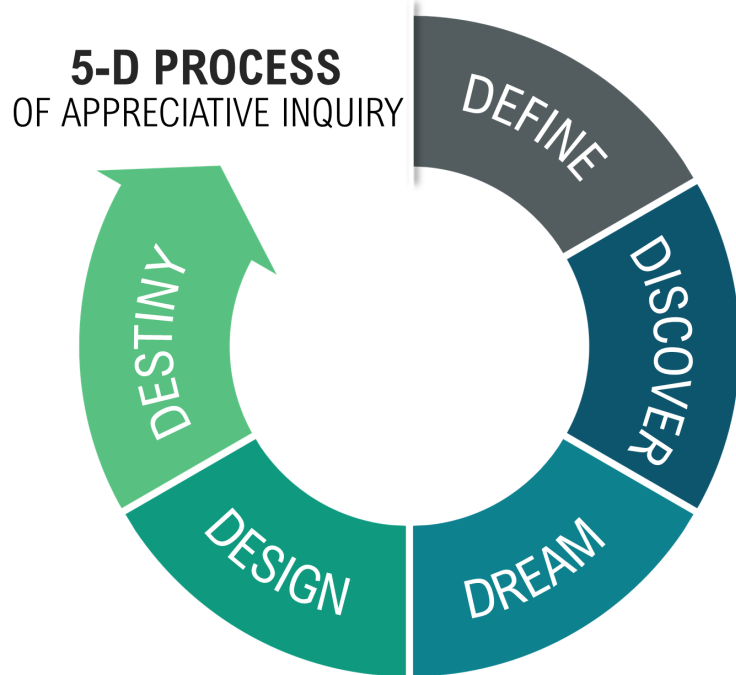 5-D PROCESS
OF APPRECIATIVE INQUIRY
DEFINE
DISCOVER
DREAM
DESIGN
DESTINY